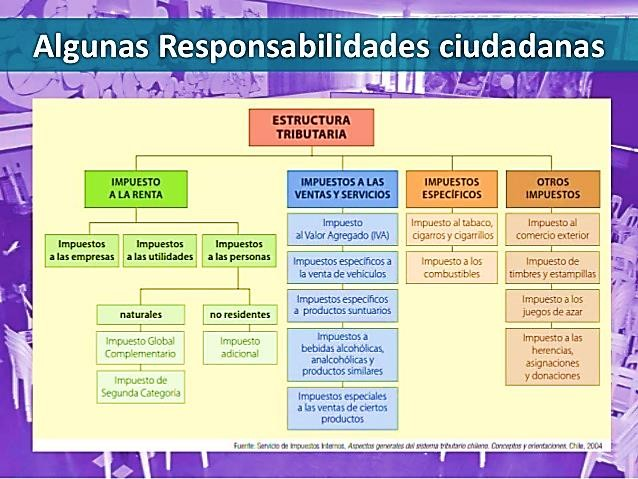 Algunas Responsabilidades ciudadanas
ESTRUCTURA
TRIBUTARIA
IMPUESTO
A LA RENTA
Impuestos
a las empresas
Impuestos
a las utilidades
Impuestos
a las personas
naturales
Impuesto Global
Complementario
Impuesto de
Segunda Categoría
no residentes
Impuesto
adicional
IMPUESTOS A LAS
VENTAS Y SERVICIOS
Impuesto
al Valor Agregado (IVA)
Impuestos específicos a
la venta de vehículos
Impuestos específicos
a productos suntuarios
Impuestos a
bebidas alcohólicas,
analcohólicas y
productos similares
Impuestos especiales
a las ventas de ciertos
productos
IMPUESTOS
ESPECÍFICOS
Impuesto al tabaco,
cigarros y cigarrillos
Impuesto a los
combustibles
OTROS
IMPUESTOS
Impuesto al
comercio exterior
Impuesto de
timbres y estampillas
Impuesto a los
juegos de azar
Impuesto a las
herencias,
asignaciones
y donaciones
Fuente: Servicio de Impuestos Internos, Aspectos generales del sistema tributario chileno. Conceptos y orientaciones. Chile, 2004